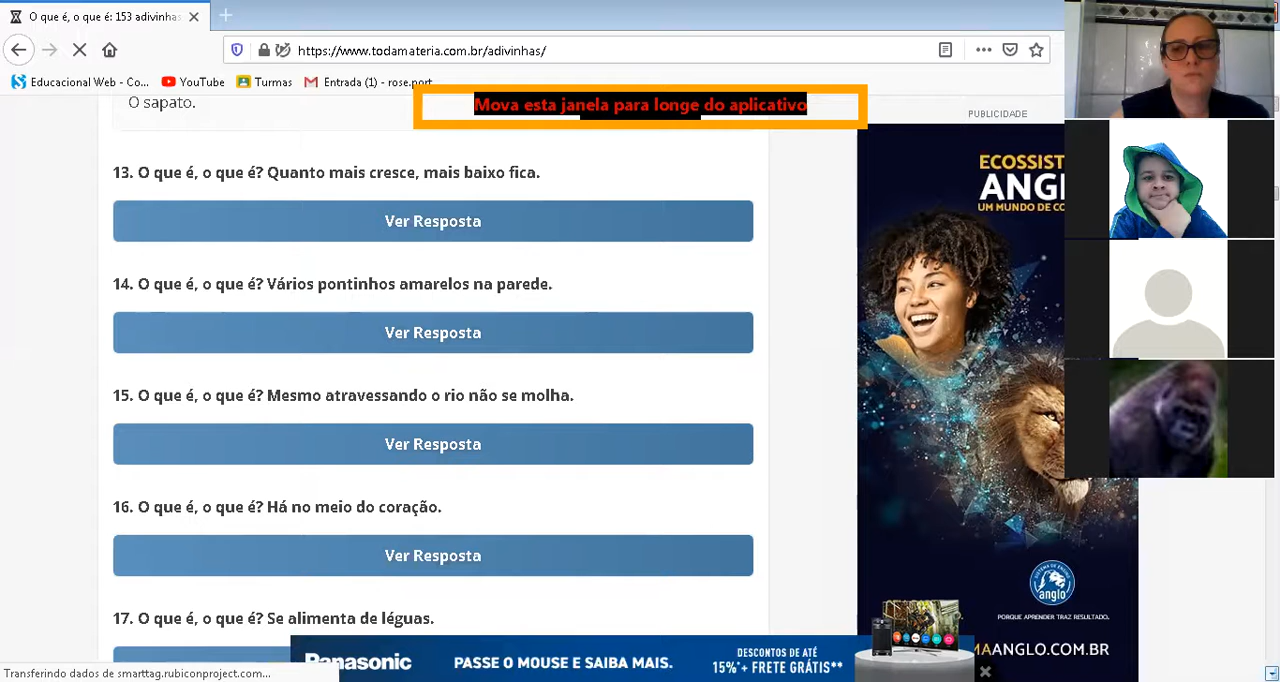 O que é, o que é: 153 adivinhas
https://www.todamateria.com.br/adivinhas/
Educacional Web - Co...
YouTube
Turmas
Entrada (1) - rose.port
O sapato.
Mova esta janela para longe do aplicativo
PUBLICIDADE
13. O que é, o que é? Quanto mais cresce, mais baixo fica.
Ver Resposta
14. O que é, o que é? Vários pontinhos amarelos na parede.
Ver Resposta
15. O que é, o que é? Mesmo atravessando o rio não se molha.
Ver Resposta
16. O que é, o que é? Há no meio do coração.
Ver Resposta
17. O que é, o que é? Se alimenta de léguas.
ECOSSIST
ANGL
UM MUNDO DE CO
SISTEMA DE ENSINO
anglo
PORQUE APRENDER TRAZ RESULTADO.
MAANGLO.COM.BR
Panasonic
PASSE O MOUSE E SAIBA MAIS.
DESCONTOS DE ATÉ
15%*+ FRETE GRÁTIS**
Transferindo dados de smarttag.rubiconproject.com...